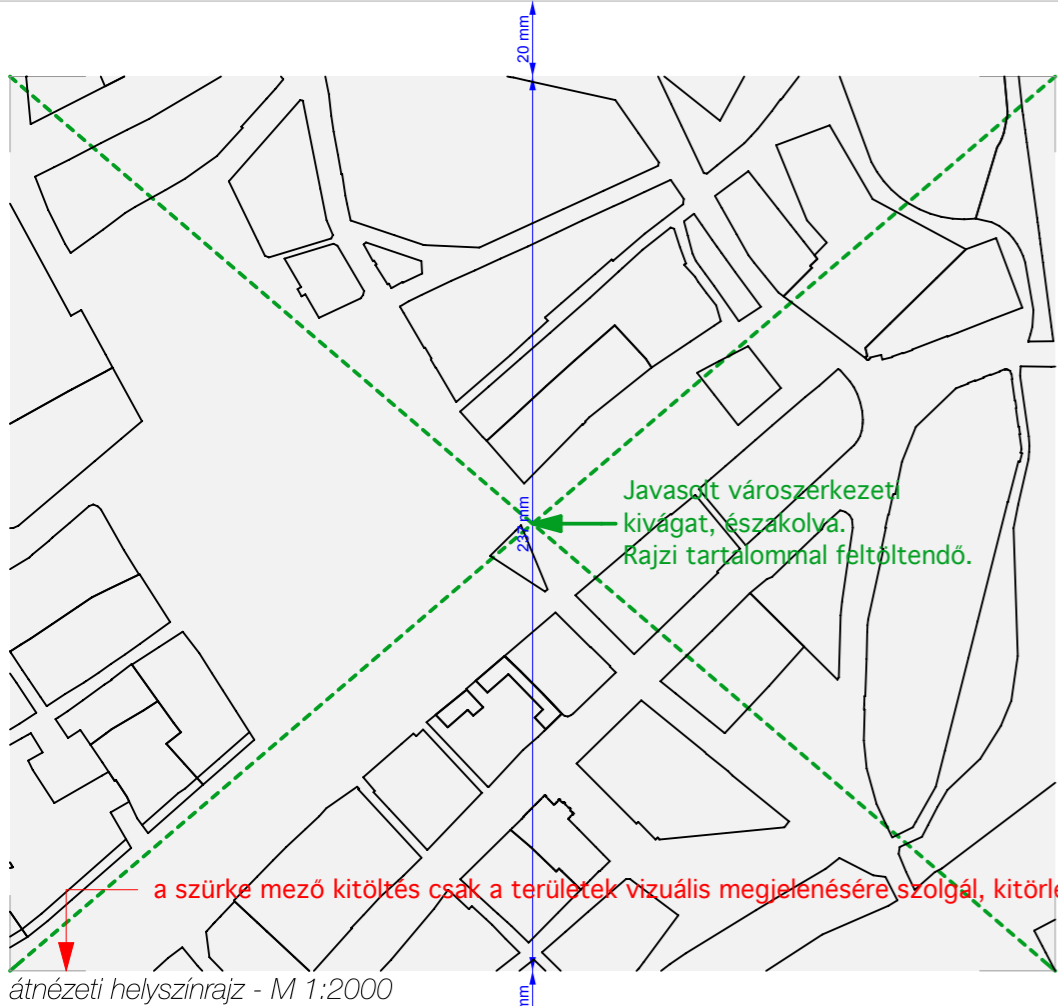 20 mm
Javasolt városzerkezeti
kivágat, északolva.
Rajzi tartalommal feltöltendő.
a szürke mező kitöltés csak a területek vizuális megjelenésére szolgál, kitörlé
átnézeti helyszínrajz - M 1:2000
mm